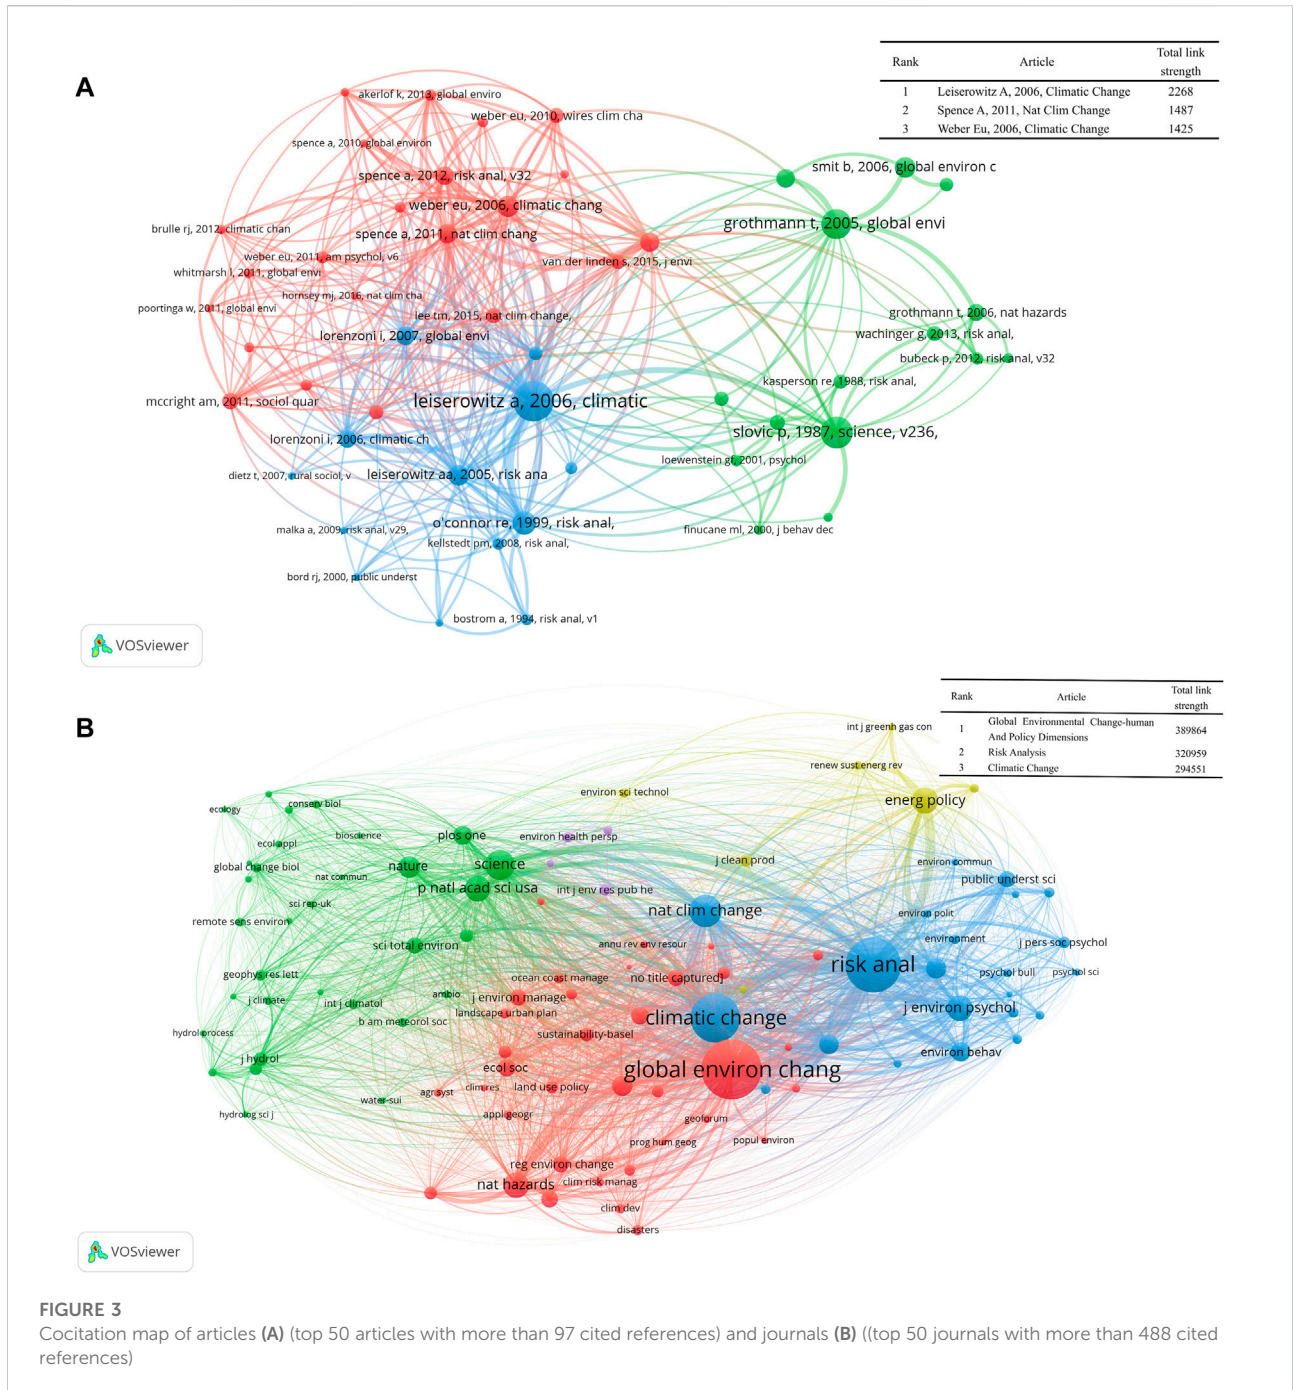 A
Rank Article Total link strength
1 Leiserowitz A, 2006, Climatic Change 2268
2 Spence A, 2011, Nat Clim Change 1487
3 Weber Eu, 2006, Climatic Change 1425
akerlof k, 2013, global enviro
weber eu, 2010, wires clim cha
spence a, 2010, global environ
smit b, 2006, global environ c
spence a, 2012, risk anal, v32
weber eu, 2006, climatic chang
grothmann t, 2005, global envi
brulle rj, 2012, climatic chan
spence a, 2011, nat clim chang
weber eu, 2011, am psychol, v6
van der linden s, 2015, j envi
whitmarsh l, 2011, global envi
hornsey mj, 2016, nat clim cha
poortinga w, 2011, global envi
lee tm, 2015, nat clim change,
grothmann t, 2006, nat hazards
lorenzoni i, 2007, global envi
wachinger g, 2013, risk anal,
bubeck p, 2012, risk anal, v32
kasperson re, 1988, risk anal,
mccright am, 2011, sociol quar
leiserowitz a, 2006, climatic
slovic p, 1987, science, v236,
lorenzoni i, 2006, climatic ch
loewenstein gf, 2001, psychol
dietz t, 2007, rural sociol, v
leiserowitz aa, 2005, risk ana
malka a, 2009, risk anal, v29,
o'connor re, 1999, risk anal,
finucane ml, 2000, j behav dec
kellstedt pm, 2008, risk anal,
bord rj, 2000, public underst
bostrom a, 1994, risk anal, v1
VOSviewer
B
Rank Article Total link strength
1 Global Environmental Change-human And Policy Dimensions 389864
2 Risk Analysis 320959
3 Climatic Change 294551
int j greenh gas con
renew sust energ rev
environ sci technol
energ policy
ecology
conserv biol
bioscience
plos one
environ health persp
ecol appl
global change biol
nature
science
j clean prod
environ commun
nat commun
p natl acad sci usa
int j env res pub he
public underst sci
sci rep-uk
remote sens environ
nat clim change
environ polit
sci total environ
annu rev env resour
environment
j pers soc psychol
geophys res lett
ocean coast manage
no title captured]
risk anal
psychol bull
psychol sci
j climate
int j climatol
ambio
j environ manage
landscape urban plan
j environ psychol
b am meteorol soc
climatic change
hydrol process
sustainability-basel
j hydrol
ecol soc
global environ chang
environ behav
agr syst
clim res
land use policy
water-sui
hydrolog sci j
appl geogr
geoforum
prog hum geog
popul environ
reg environ change
nat hazards
clim risk manag
clim dev
disasters
VOSviewer
FIGURE 3
Cocitation map of articles (A) (top 50 articles with more than 97 cited references) and journals (B) ((top 50 journals with more than 488 cited
references)